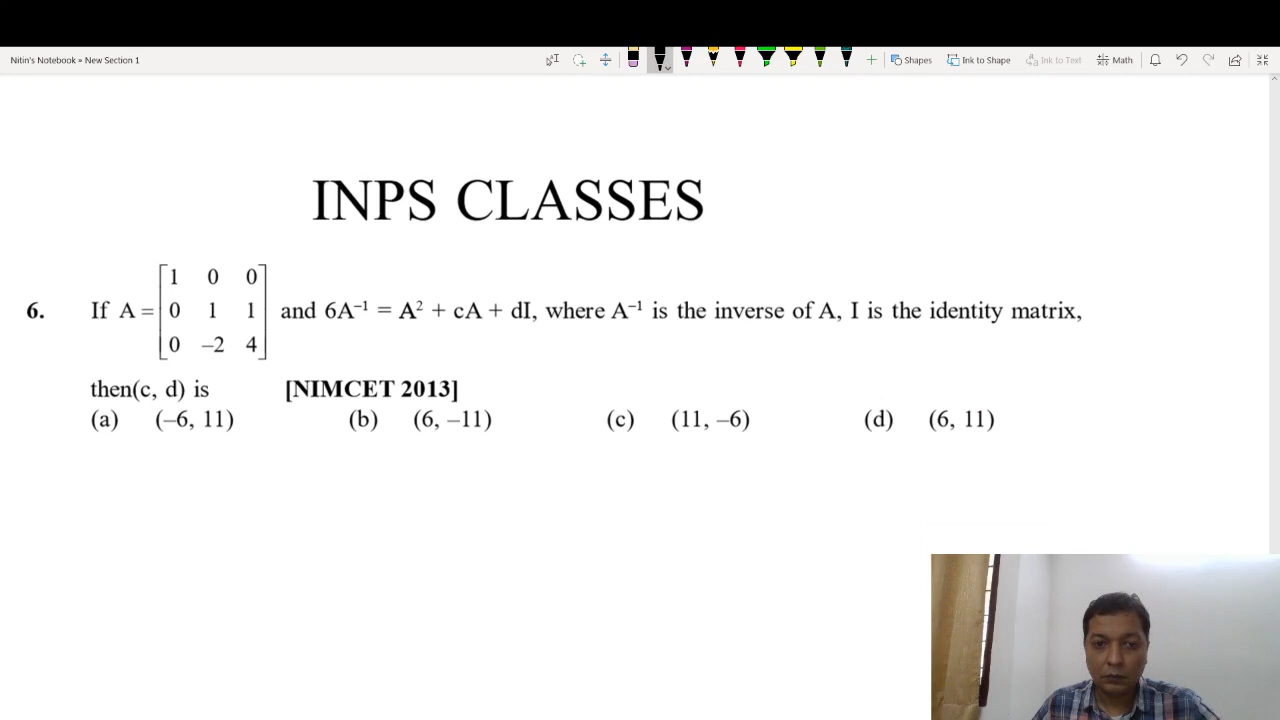 Nitin's Notebook » New Section 1
Shapes Ink to Shape Ink to Text Math
INPS CLASSES
6. If A = [1 0 0
0 1 1
0 –2 4] and 6A⁻¹ = A² + cA + dI, where A⁻¹ is the inverse of A, I is the identity matrix,
then(c, d) is [NIMCET 2013]
(a) (–6, 11) (b) (6, –11) (c) (11, –6) (d) (6, 11)